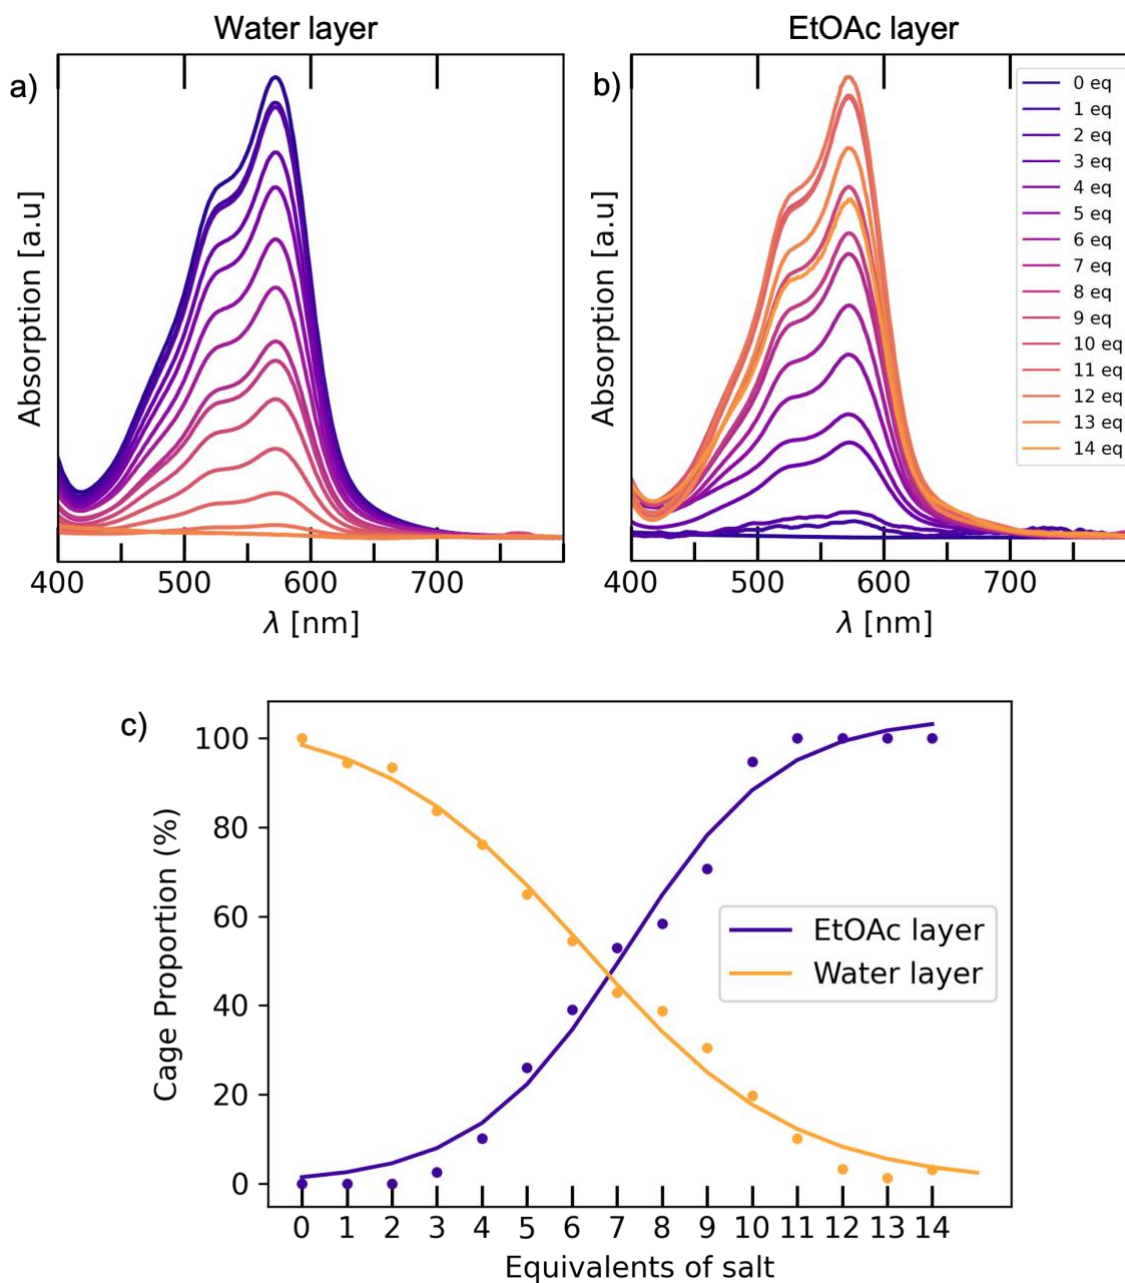 Water layer
EtOAc layer
a)
b)
Absorption [a.u]
Absorption [a.u]
0 eq
1 eq
2 eq
3 eq
4 eq
5 eq
6 eq
7 eq
8 eq
9 eq
10 eq
11 eq
12 eq
13 eq
14 eq
400 500 600 700
400 500 600 700
λ [nm]
λ [nm]
c)
Cage Proportion (%)
100
80
60
40
20
0
EtOAc layer
Water layer
0 1 2 3 4 5 6 7 8 9 10 11 12 13 14
Equivalents of salt